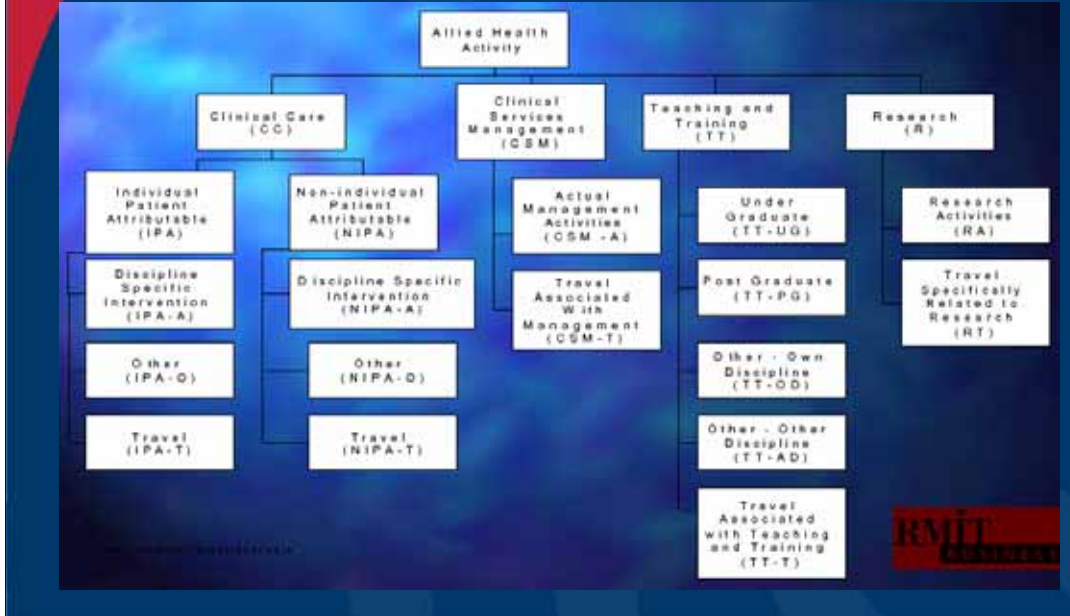 Allied Health
Activity
Clinical Care
(CC)
Clinical
Services
Management
(CSM)
Teaching and
Training
(TT)
Research
(R)
Individual
Patient
Attributable
(IPA)
Non-individual
Patient
Attributable
(NIPA)
Actual
Management
Activities
(CSM -A)
Under
Graduate
(TT-UG)
Research
Activities
(RA)
Discipline
Specific
Intervention
(IPA-A)
Discipline Specific
Intervention
(NIPA-A)
Travel
Associated
With
Management
(CSM-T)
Post Graduate
(TT-PG)
Travel
Specifically
Related to
Research
(RT)
Other
(IPA-O)
Other
(NIPA-O)
Other - Own
Discipline
(TT-OD)
Travel
(IPA-T)
Travel
(NIPA-T)
Other - Other
Discipline
(TT-AD)
Travel
Associated
with Teaching
and Training
(TT-T)
RMIT
BUSINESS